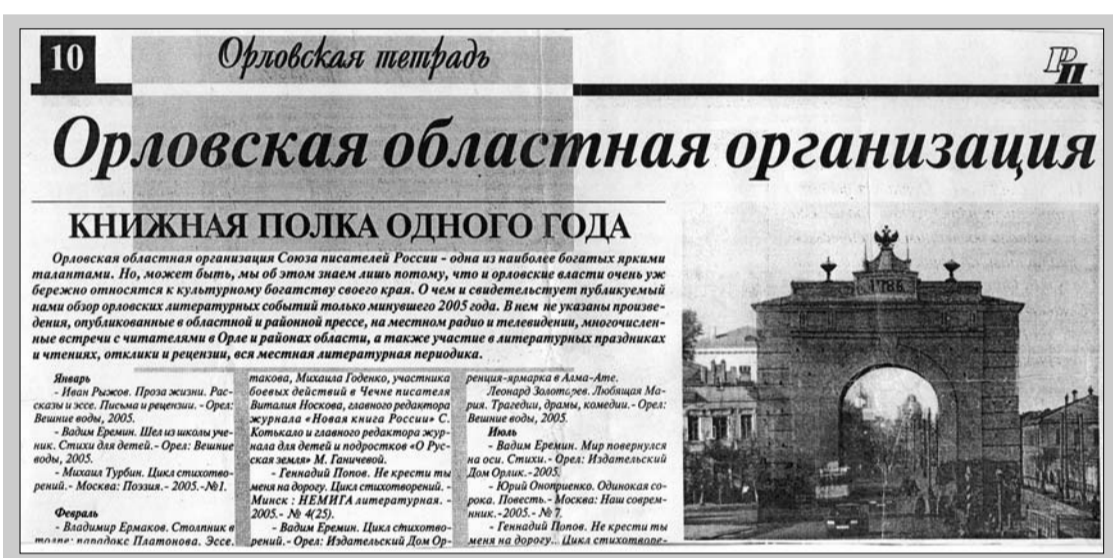 10
Орловская тетрадь
РП
Орловская областная организация
КНИЖНАЯ ПОЛКА ОДНОГО ГОДА
Орловская областная организация Союза писателей России - одна из наиболее богатых яркими
талантами. Но, может быть, мы об этом знаем лишь потому, что и орловские власти очень уж
бережно относятся к культурному богатству своего края. О чем и свидетельстует публикуемый
нами обзор орловских литературных событий только минувшего 2005 года. В нем не указаны произве-
дения, опубликованные в областной и районной прессе, на местном радио и телевидении, многочислен-
ные встречи с читателями в Орле и районах области, а также участие в литературных праздниках
и чтениях, отклики и рецензии, вся местная литературная периодика.
Январь
- Иван Рыжов. Проза жизни. Рас-
сказы и эссе. Письма и рецензии. - Орел:
Вешние воды, 2005.
- Вадим Еремин. Шел из школы уче-
ник. Стихи для детей.- Орел: Вешние
воды, 2005.
- Михаил Турбин. Цикл стихотво-
рений.- Москва: Поэзия.- 2005.-№1.
Февраль
- Владимир Ермаков. Столпник в
толпе: парадокс Платонова. Эссе.
такова, Михаила Годенко, участника
боевых действий в Чечне писателя
Виталия Носкова, главного редактора
журнала «Новая книга России» С.
Котькало и главного редактора жур-
нала для детей и подростков «О Рус-
ская земля» М. Ганичевой.
- Геннадий Попов. Не крести ты
меня на дорогу. Цикл стихотворений. -
Минск : НЕМИГА литературная. -
2005.- № 4(25).
- Вадим Еремин. Цикл стихотво-
рений.- Орел: Издательский Дом Ор-
ренция-ярмарка в Алма-Ате.
Леонард Золотарев. Любящая Ма-
рия. Трагедии, драмы, комедии.- Орел:
Вешние воды, 2005.
Июль
- Вадим Еремин. Мир повернулся
на оси. Стихи.- Орел: Издательский
Дом Орлик.-2005.
- Юрий Оноприенко. Одинокая со-
рока. Повесть.- Москва: Наш соврем-
нник.-2005.- № 7.
- Геннадий Попов. Не крести ты
меня на дорогу... Цикл стихотворе-
1786